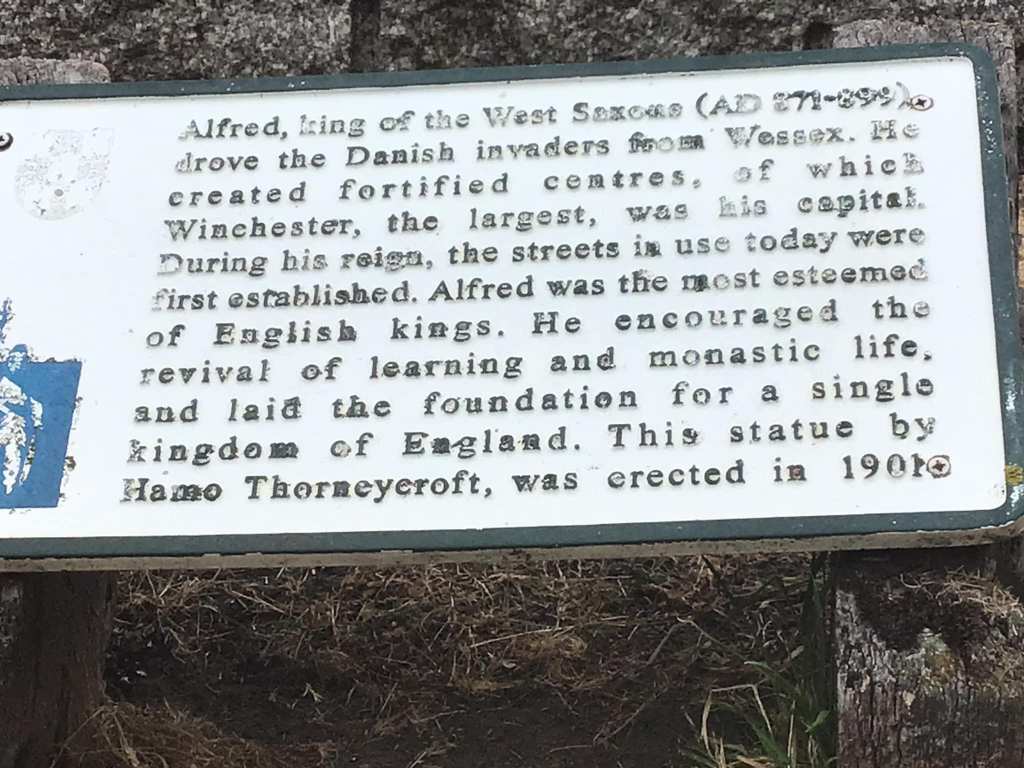 Alfred, king of the West Saxons (AD 871-899),
drove the Danish invaders from Wessex. He
created fortified centres, of which
Winchester, the largest, was his capital.
During his reign, the streets in use today were
first established. Alfred was the most esteemed
of English kings. He encouraged the
revival of learning and monastic life,
and laid the foundation for a single
kingdom of England. This statue by
Hamo Thorneycroft, was erected in 1901